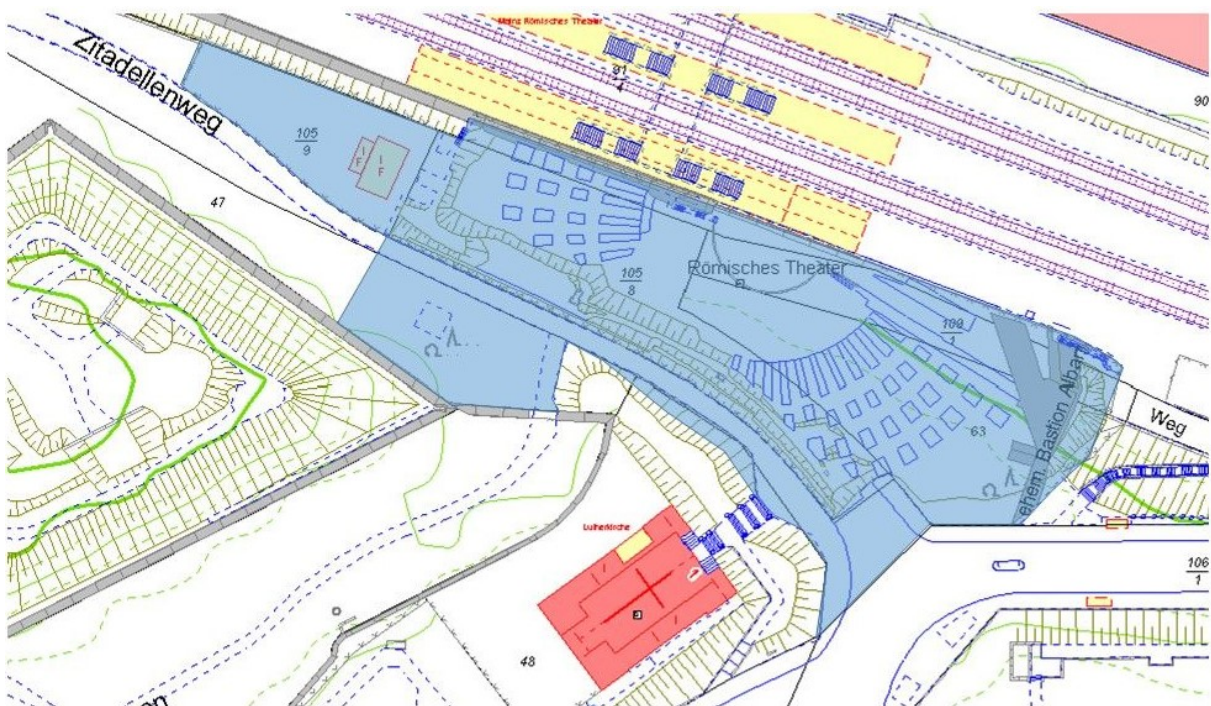 Mainz Römisches Theater
Zitadellenweg
91
4
90
105
9
I
F
I
F
47
Römisches Theater
105
8
109
1
63
ehem. Bastion Alban
Weg
Lutherkirche
1
106
1
48